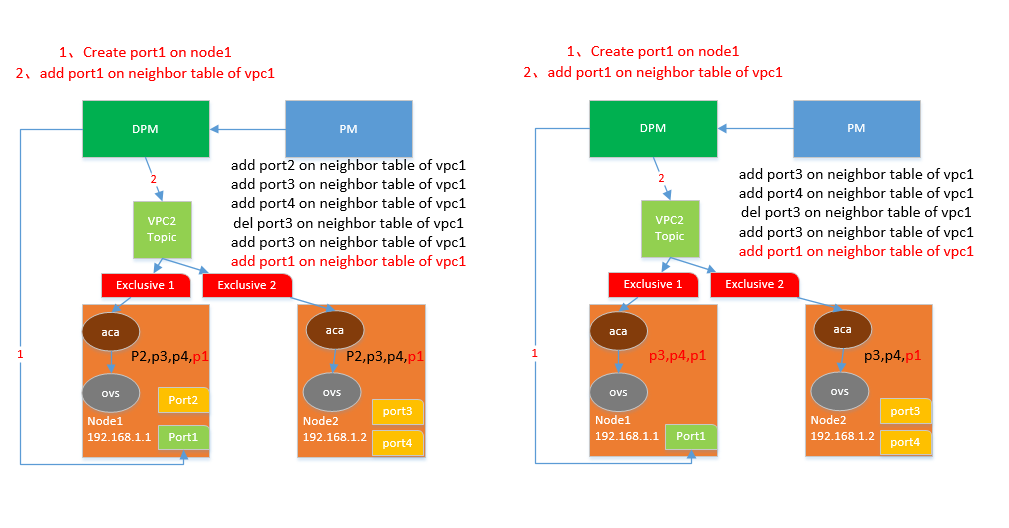 1、Create port1 on node1
2、add port1 on neighbor table of vpc1
DPM
PM
add port2 on neighbor table of vpc1
add port3 on neighbor table of vpc1
add port4 on neighbor table of vpc1
del port3 on neighbor table of vpc1
add port3 on neighbor table of vpc1
add port1 on neighbor table of vpc1
2
VPC2
Topic
Exclusive 1
Exclusive 2
1
aca
P2,p3,p4,p1
ovs
Port2
Node1
192.168.1.1
Port1
aca
P2,p3,p4,p1
ovs
port3
Node2
192.168.1.2
port4
1、Create port1 on node1
2、add port1 on neighbor table of vpc1
DPM
PM
add port3 on neighbor table of vpc1
add port4 on neighbor table of vpc1
del port3 on neighbor table of vpc1
add port3 on neighbor table of vpc1
add port1 on neighbor table of vpc1
2
VPC2
Topic
Exclusive 1
Exclusive 2
1
aca
p3,p4,p1
ovs
Node1
192.168.1.1
Port1
aca
p3,p4,p1
ovs
port3
Node2
192.168.1.2
port4